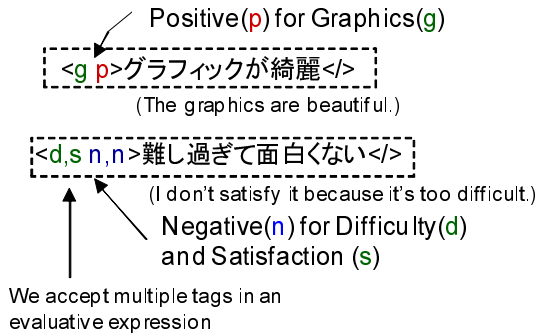 Positive(p) for Graphics(g)
<g p>グラフィックが綺麗</>
(The graphics are beautiful.)
<d,s n,n>難し過ぎて面白くない</>
(I don't satisfy it because it's too difficult.)
Negative(n) for Difficulty(d)
and Satisfaction (s)
We accept multiple tags in an
evaluative expression